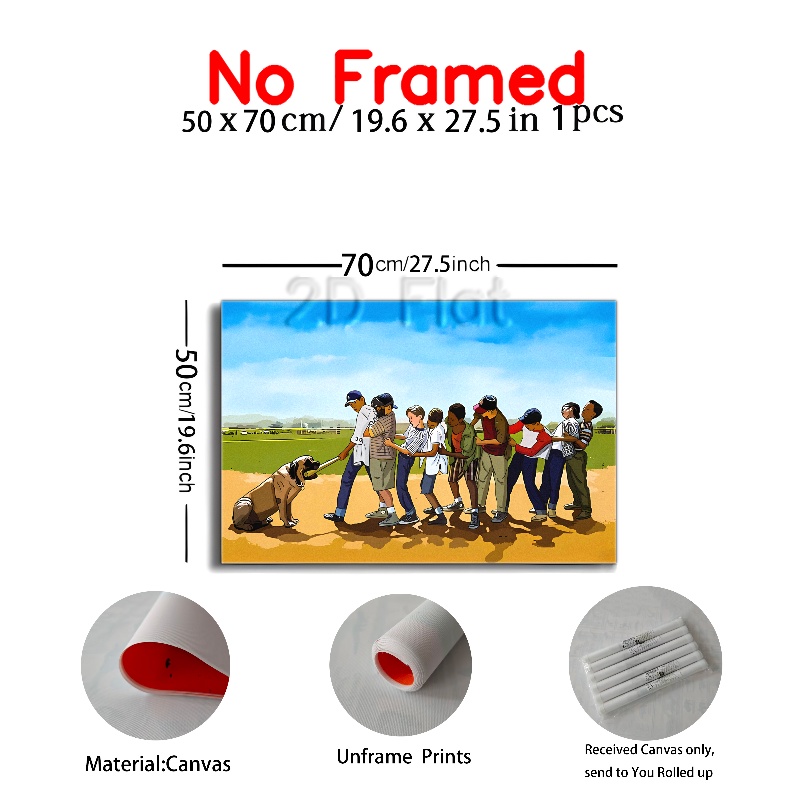 No Framed
50 x 70 cm/ 19.6 x 27.5 in 1pcs
70cm/27.5inch
2D Flat
50cm/19.6inch
Material:Canvas
Unframe Prints
Received Canvas only,
send to You Rolled up